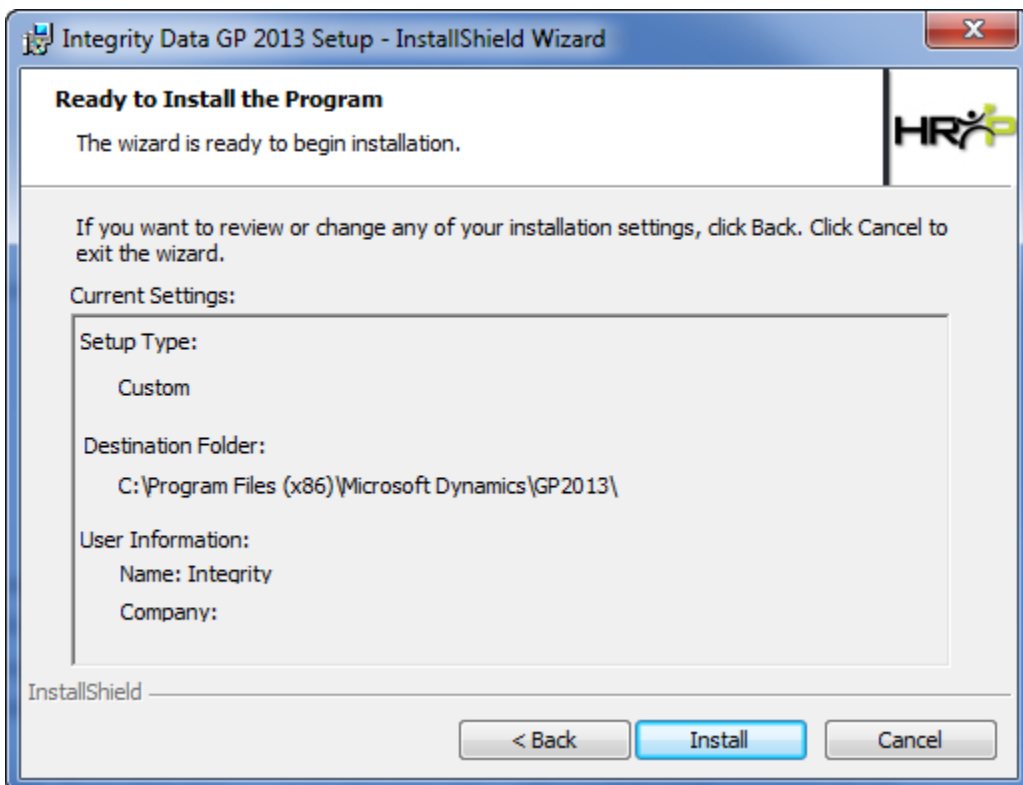 Integrity Data GP 2013 Setup - InstallShield Wizard
Ready to Install the Program
The wizard is ready to begin installation.
HRP
If you want to review or change any of your installation settings, click Back. Click Cancel to
exit the wizard.
Current Settings:
Setup Type:
Custom
Destination Folder:
C:\Program Files (x86)\Microsoft Dynamics\GP2013\
User Information:
Name: Integrity
Company:
InstallShield
< Back
Install
Cancel